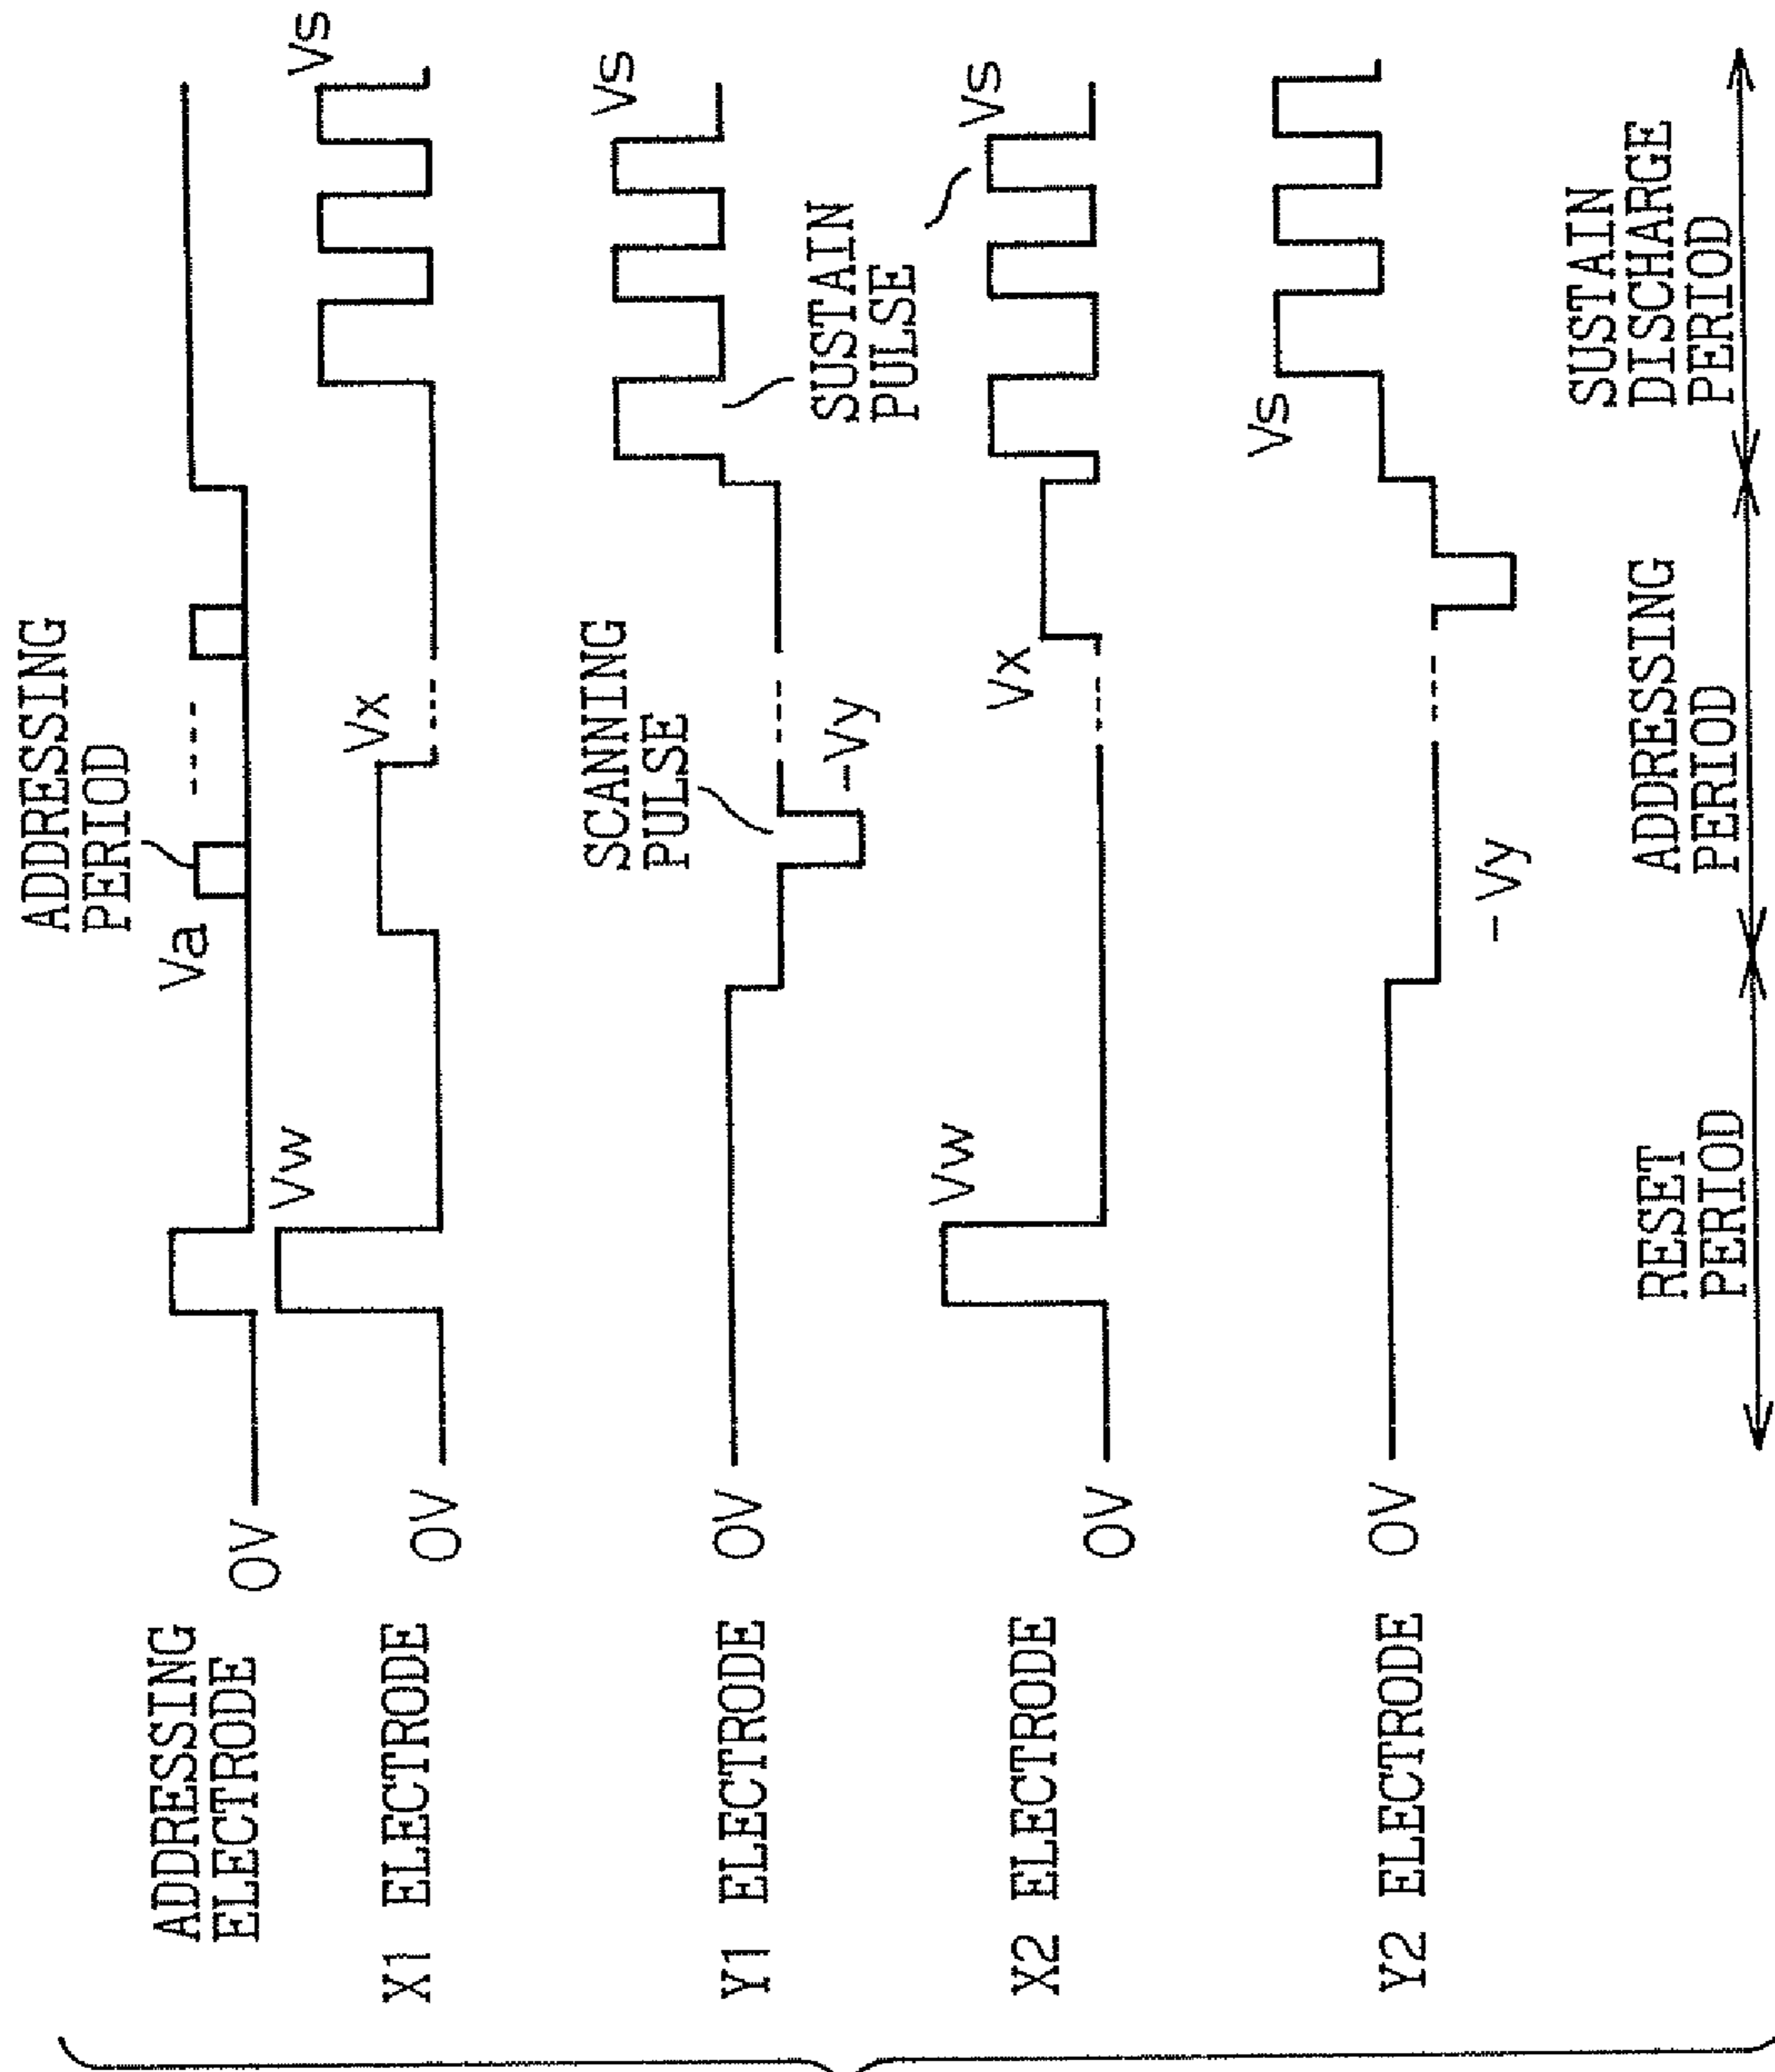 ADDRESSING
PERIOD
ADDRESSING
ELECTRODE
0V
Va
Vw
X1 ELECTRODE
0V
Vx
Vs
SCANNING
PULSE
Y1 ELECTRODE
0V
-Vy
Vs
SUSTAIN
PULSE
Vw
X2 ELECTRODE
0V
Vx
Vs
Y2 ELECTRODE
0V
-Vy
Vs
RESET
PERIOD
ADDRESSING
PERIOD
SUSTAIN
DISCHARGE
PERIOD